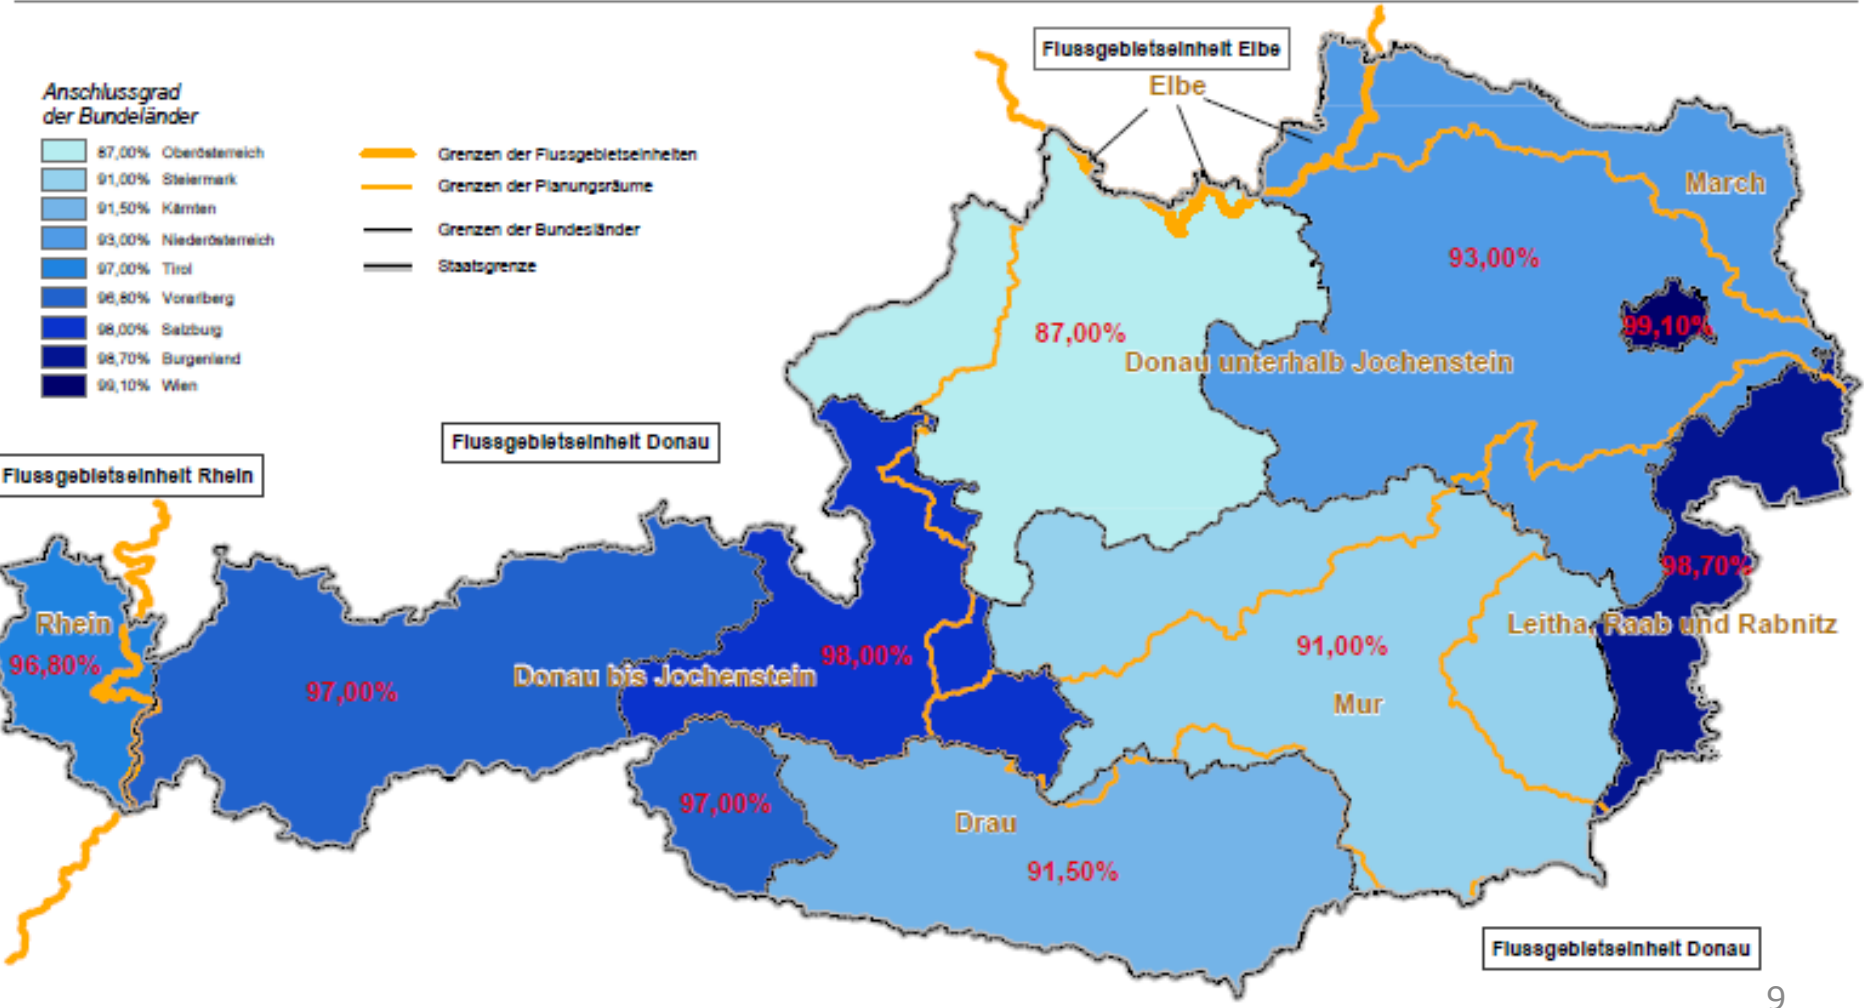 Anschlussgrad
der Bundeländer
87,00% Oberösterreich
91,00% Steiermark
91,50% Kärnten
93,00% Niederösterreich
97,00% Tirol
96,80% Vorarlberg
98,00% Salzburg
98,70% Burgenland
99,10% Wien
Grenzen der Flussgebietseinheiten
Grenzen der Planungsräume
Grenzen der Bundesländer
Staatsgrenze
Flussgebietseinheit Elbe
Elbe
March
93,00%
99,10%
87,00%
Donau unterhalb Jochenstein
Flussgebietseinheit Donau
Flussgebietseinheit Rhein
98,70%
Rhein
Leitha, Raab und Rabnitz
96,80%
98,00%
91,00%
Donau bis Jochenstein
97,00%
Mur
97,00%
Drau
91,50%
Flussgebietseinheit Donau
9